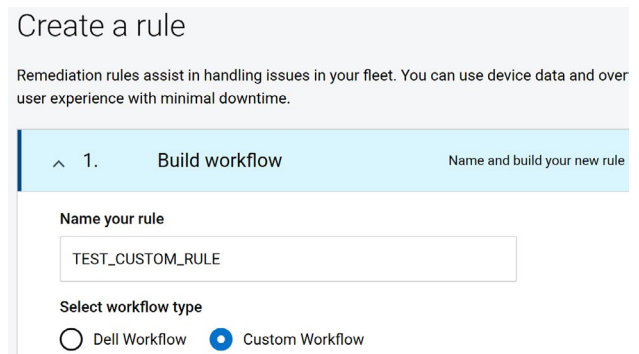 Create a rule
Remediation rules assist in handling issues in your fleet. You can use device data and over
user experience with minimal downtime.
1. Build workflow Name and build your new rule
Name your rule
TEST_CUSTOM_RULE
Select workflow type
Dell Workflow Custom Workflow